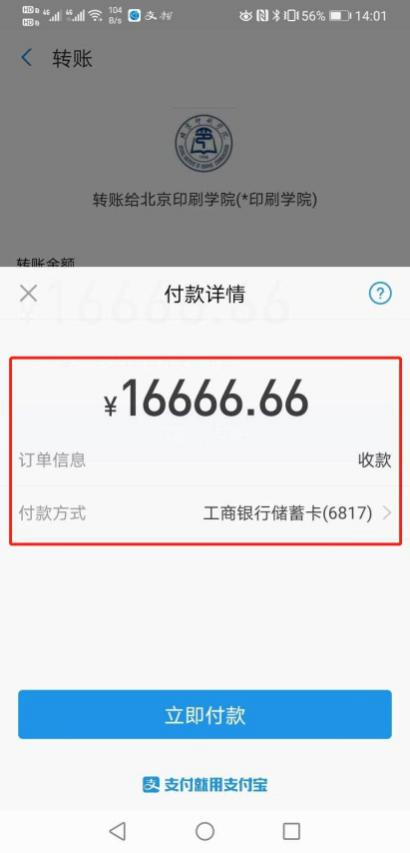 104
B/s
56%
14:01
转账
转账给北京印刷学院(*印刷学院)
转账金额
付款详情
¥16666.66
订单信息
收款
付款方式
工商银行储蓄卡(6817)
立即付款
支付就用支付宝